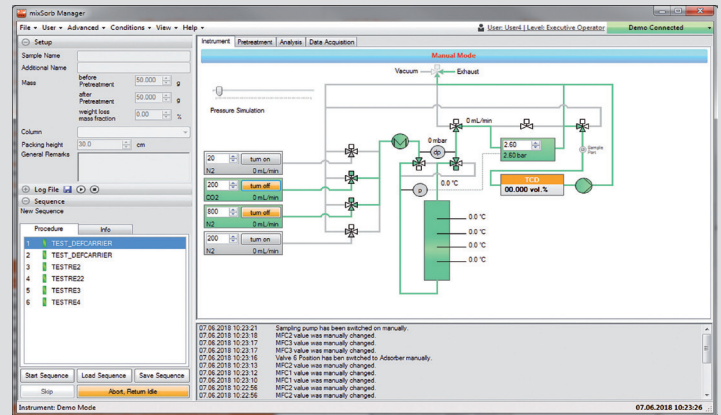 mixSorb Manager
File User Advanced Conditions View Help
User: User4 | Level: Executive Operator
Demo Connected
Setup
Sample Name
Additional Name
Mass before Pretreatment 50.000 g
after Pretreatment 50.000 g
weight loss mass fraction 0.00 %
Column
Packing height 30.0 cm
General Remarks
Log File
Sequence
New Sequence
Procedure Info
1 TEST_DEFCARRIER
2 TEST_DEFCARRIER
3 TESTRE2
4 TESTRE22
5 TESTRE3
6 TESTRE4
Start Sequence Load Sequence Save Sequence
Skip Abort, Return Idle
Instrument: Demo Mode
Instrument Pretreatment Analysis Data Acquistion
Manual Mode
Vacuum Exhaust
Pressure Simulation
0 mL/min
0 mbar
dp
2.60
2.60 bar
Sample Port
TCD
00.000 vol.%
20 turn on
N2 0 mL/min
200 turn off
CO2 0 mL/min
800 turn off
N2 0 mL/min
200 turn on
N2 0 mL/min
p
0.0 °C
0.0 °C
0.0 °C
0.0 °C
0.0 °C
07.06.2018 10:23:21 Sampling pump has been switched on manually.
07.06.2018 10:23:18 MFC2 value was manually changed.
07.06.2018 10:23:17 MFC3 value was manually changed.
07.06.2018 10:23:17 MFC3 value was manually changed.
07.06.2018 10:23:16 Valve 6 Position has ben switched to Adsorber manually.
07.06.2018 10:23:13 MFC2 value was manually changed.
07.06.2018 10:23:12 MFC1 value was manually changed.
07.06.2018 10:23:10 MFC1 value was manually changed.
07.06.2018 10:22:56 MFC2 value was manually changed.
07.06.2018 10:22:56 MFC2 value was manually changed.
07.06.2018 10:23:26